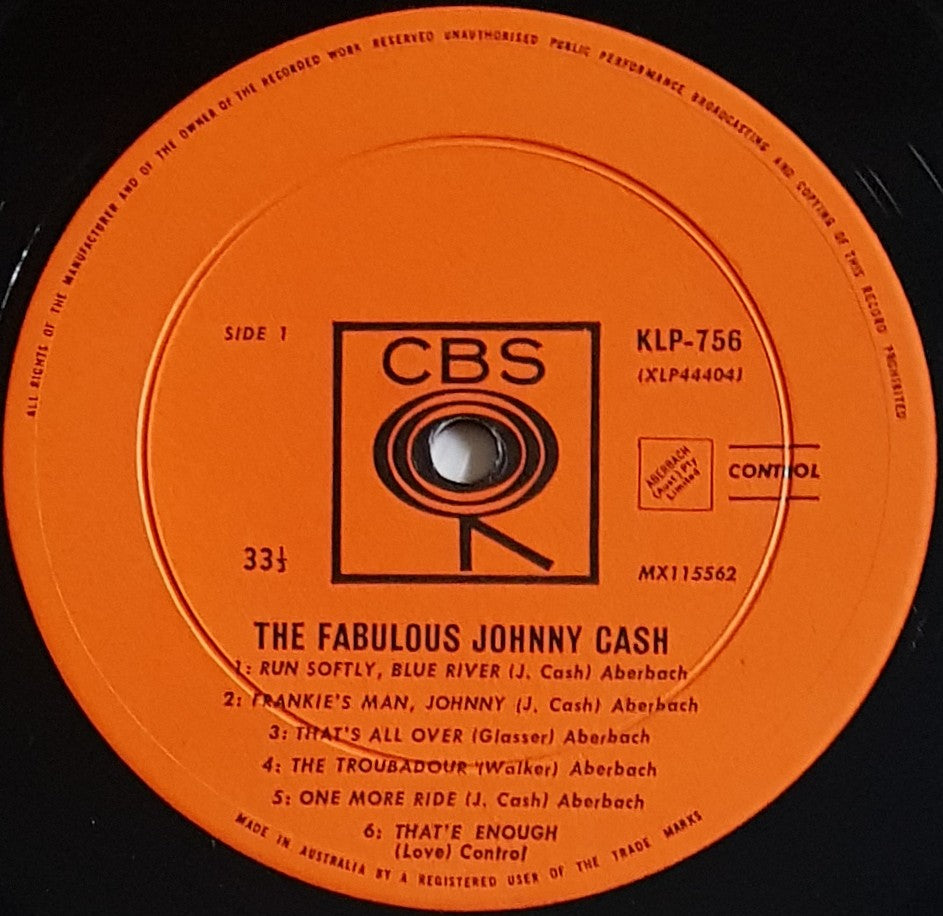 ALL RIGHTS OF THE MANUFACTURER AND OF THE OWNER OF THE RECORDED WORK RESERVED UNAUTHORISED PUBLIC PERFORMANCE BROADCASTING AND COPYING OF THIS RECORD PROHIBITED
SIDE 1
CBS
KLP-756
(XLP44404)
ABERBACH
(Aust.) Pty
Limited
CONTROL
33⅓
MX115562
THE FABULOUS JOHNNY CASH
1: RUN SOFTLY, BLUE RIVER (J. Cash) Aberbach
2: FRANKIE'S MAN, JOHNNY (J. Cash) Aberbach
3: THAT'S ALL OVER (Glasser) Aberbach
4: THE TROUBADOUR (Walker) Aberbach
5: ONE MORE RIDE (J. Cash) Aberbach
6: THAT'E ENOUGH
(Love) Control
MADE IN AUSTRALIA BY A REGISTERED USER OF THE TRADE MARKS